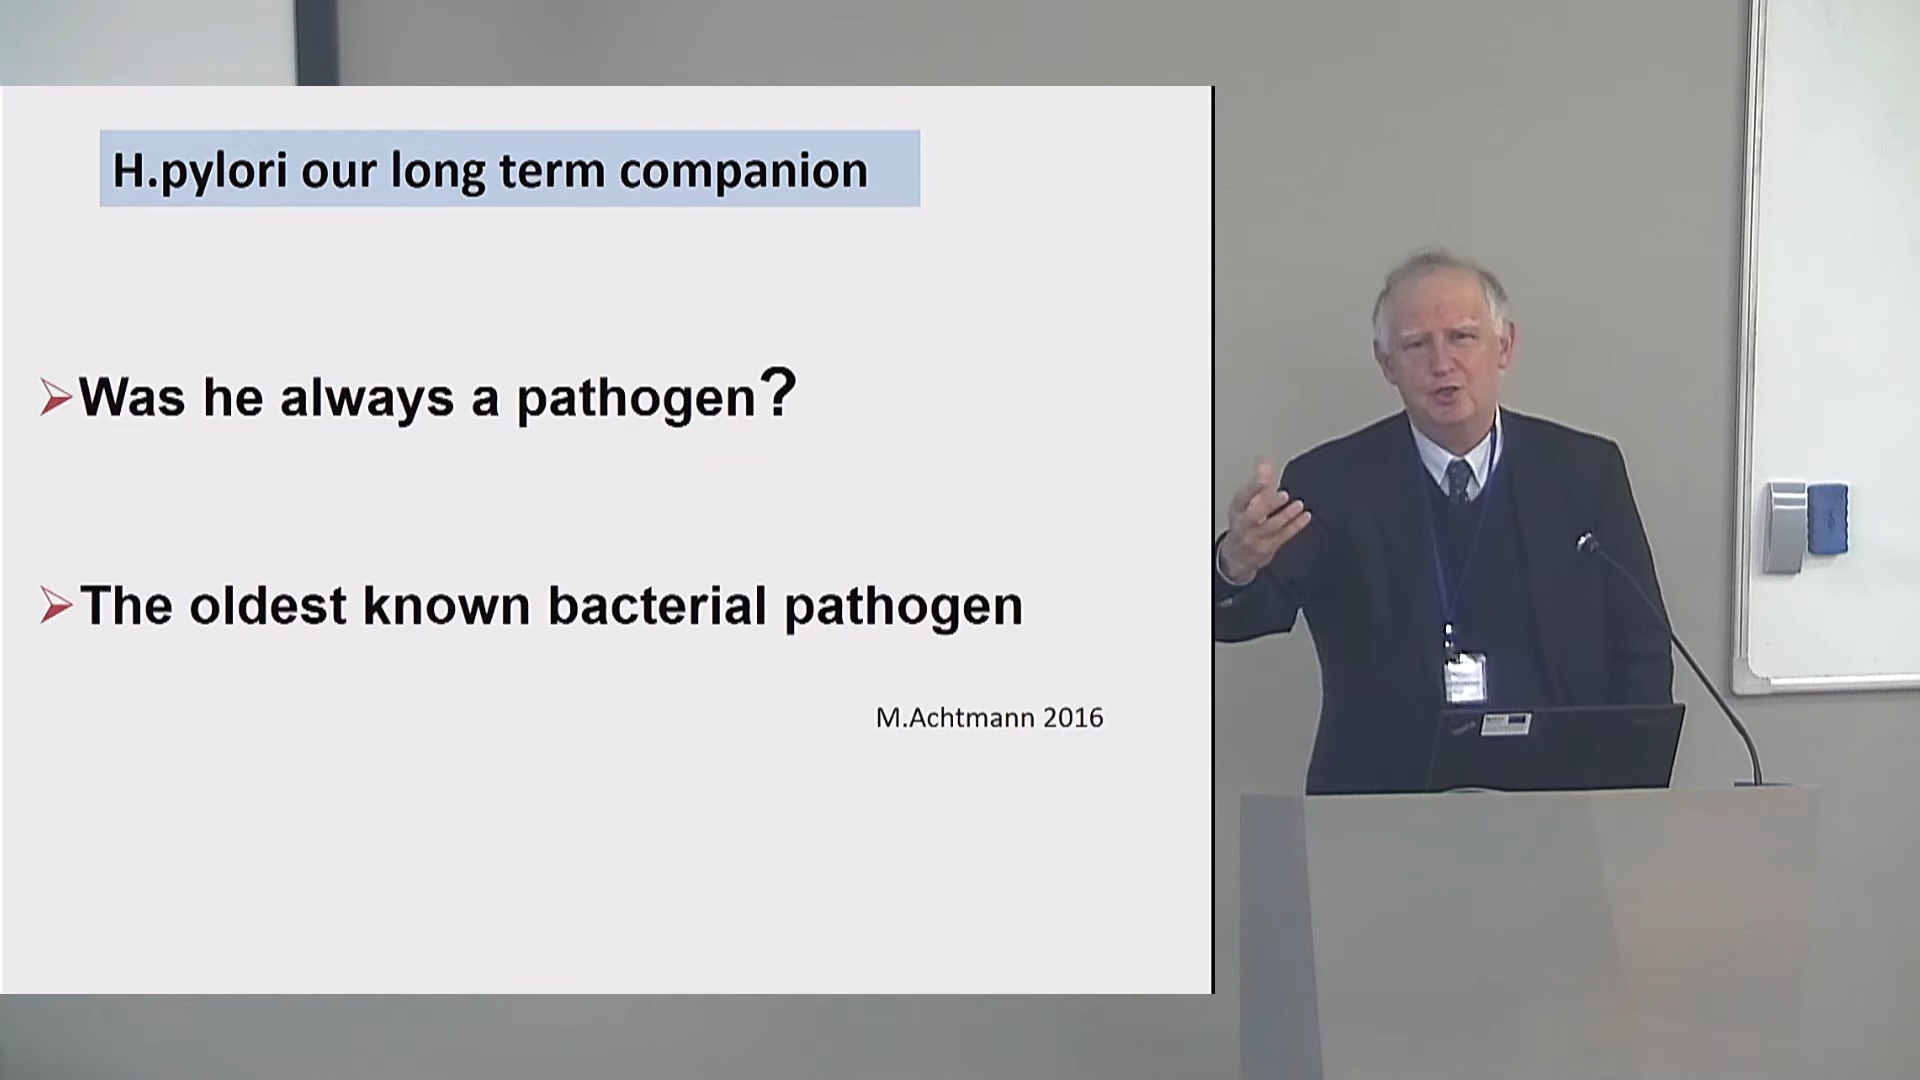 H.pylori our long term companion
➢Was he always a pathogen?
➢The oldest known bacterial pathogen
M.Achtmann 2016